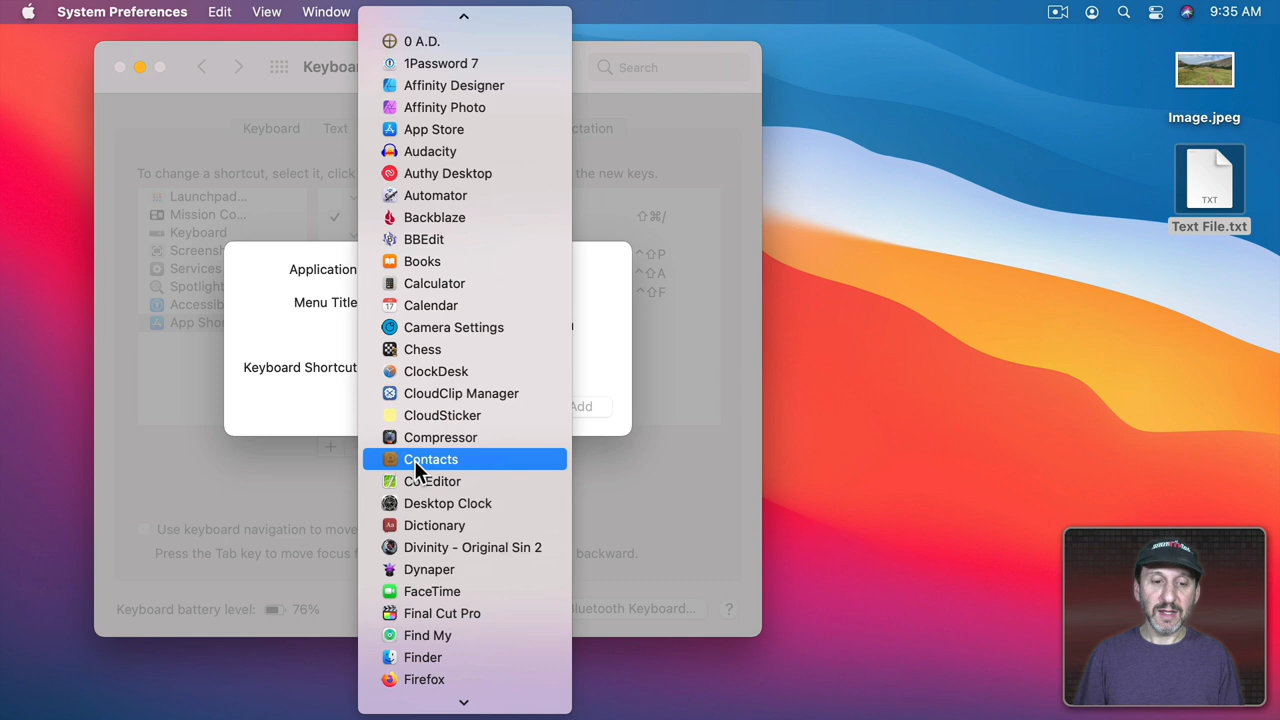 System Preferences Edit View Window 9:35 AM
Keyboa
Search
Keyboard Text ctation
To change a shortcut, select it, click the new keys.
Launchpad...
Mission Co...
Keyboard
Screensh
Services
Spotlight
Accessib
App Shor
⇧⌘/
^⇧P
^⇧A
^⇧F
Application
Menu Title
Keyboard Shortcut
Add
0 A.D.
1Password 7
Affinity Designer
Affinity Photo
App Store
Audacity
Authy Desktop
Automator
Backblaze
BBEdit
Books
Calculator
17 Calendar
Camera Settings
Chess
ClockDesk
CloudClip Manager
CloudSticker
Compressor
Contacts
CotEditor
Desktop Clock
Aa Dictionary
Divinity - Original Sin 2
Dynaper
FaceTime
Final Cut Pro
Find My
Finder
Firefox
Use keyboard navigation to move
Press the Tab key to move focus f backward.
Keyboard battery level: 76%
luetooth Keyboard... ?
Image.jpeg
TXT
Text File.txt